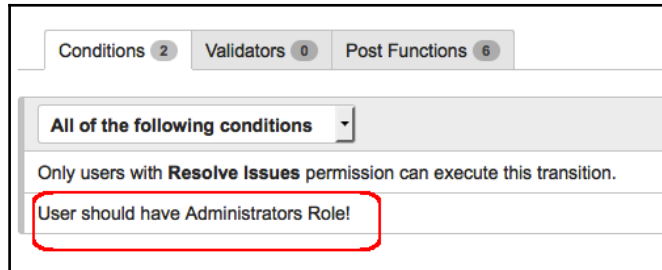 Conditions 2 Validators 0 Post Functions 6
All of the following conditions
Only users with Resolve Issues permission can execute this transition.
User should have Administrators Role!